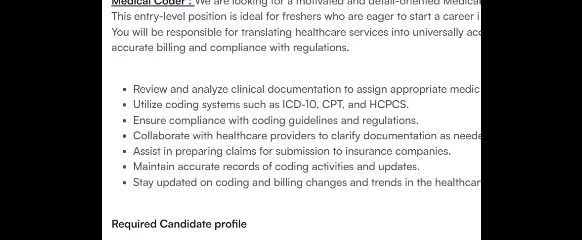 Medical Coder : We are looking for a motivated and detail-oriented Medical
This entry-level position is ideal for freshers who are eager to start a career i
You will be responsible for translating healthcare services into universally
accurate billing and compliance with regulations.
Review and analyze clinical documentation to assign appropriate
Utilize coding systems such as ICD-10, CPT, and HCPCS.
Ensure compliance with coding guidelines and regulations.
Collaborate with healthcare providers to clarify documentation as
Assist in preparing claims for submission to insurance companies.
Maintain accurate records of coding activities and updates.
Stay updated on coding and billing changes and trends in the
Required Candidate profile